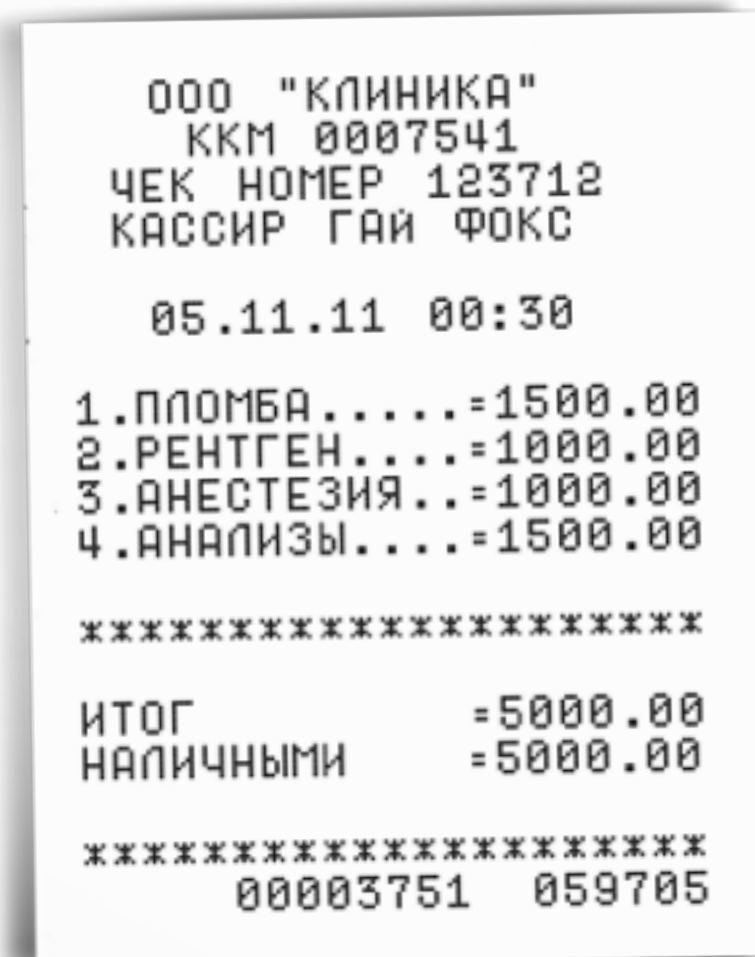 ООО "КЛИНИКА"
ККМ 0007541
ЧЕК НОМЕР 123712
КАССИР ГАЙ ФОКС
05.11.11 00:30
1.ПЛОМБА.....=1500.00
2.РЕНТГЕН....=1000.00
3.АНЕСТЕЗИЯ..=1000.00
4.АНАЛИЗЫ....=1500.00
*********************
ИТОГ =5000.00
НАЛИЧНЫМИ =5000.00
*********************
00003751 059705